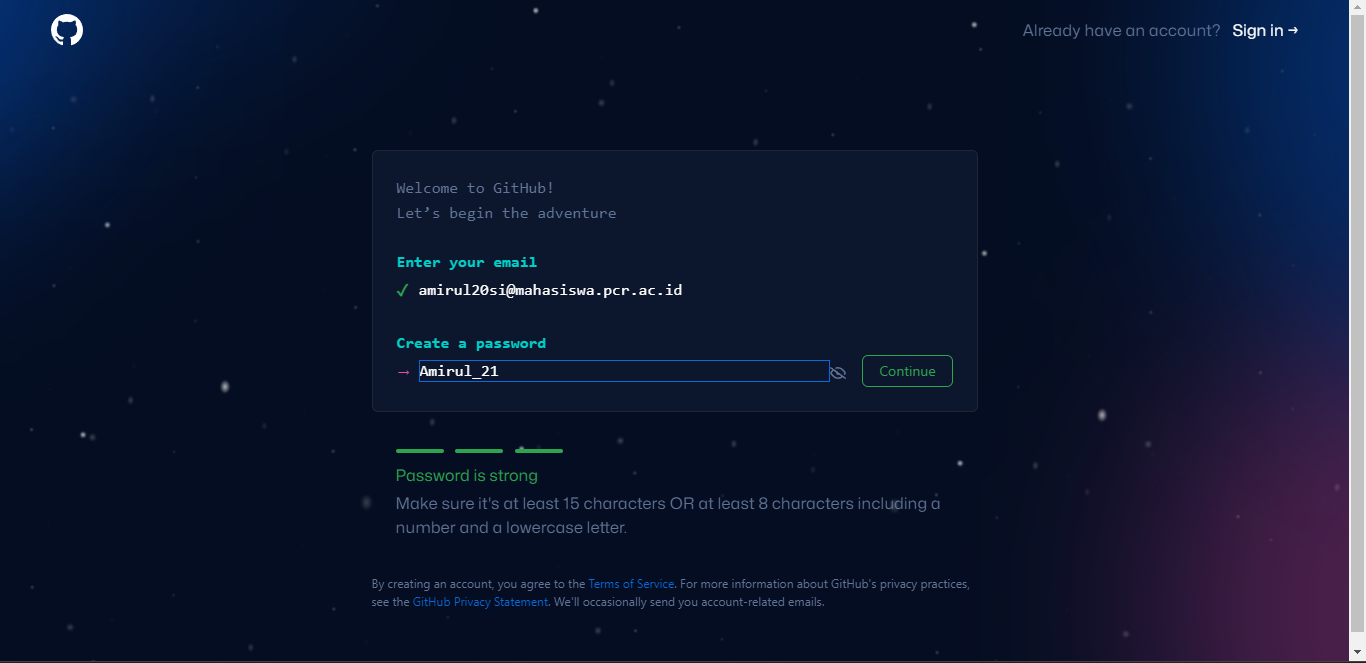 Already have an account? Sign in →
Welcome to GitHub!
Let’s begin the adventure
Enter your email
✓ amirul20si@mahasiswa.pcr.ac.id
Create a password
→ Amirul_21 Continue
Password is strong
Make sure it's at least 15 characters OR at least 8 characters including a
number and a lowercase letter.
By creating an account, you agree to the Terms of Service. For more information about GitHub's privacy practices,
see the GitHub Privacy Statement. We'll occasionally send you account-related emails.